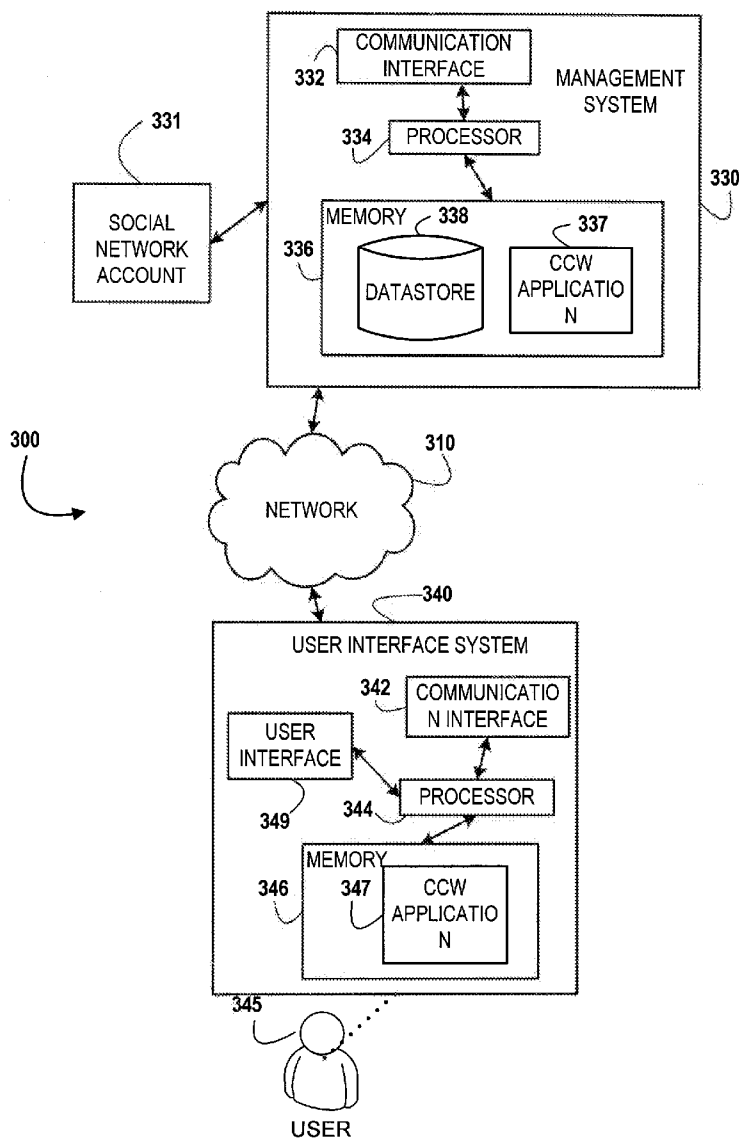 COMMUNICATION
INTERFACE
332
MANAGEMENT
SYSTEM
331
334
PROCESSOR
330
SOCIAL
NETWORK
ACCOUNT
MEMORY
338
337
336
DATASTORE
CCW
APPLICATIO
N
300
310
NETWORK
340
USER INTERFACE SYSTEM
342
COMMUNICATIO
N INTERFACE
USER
INTERFACE
349
344
PROCESSOR
MEMORY
346
347
CCW
APPLICATIO
N
345
USER